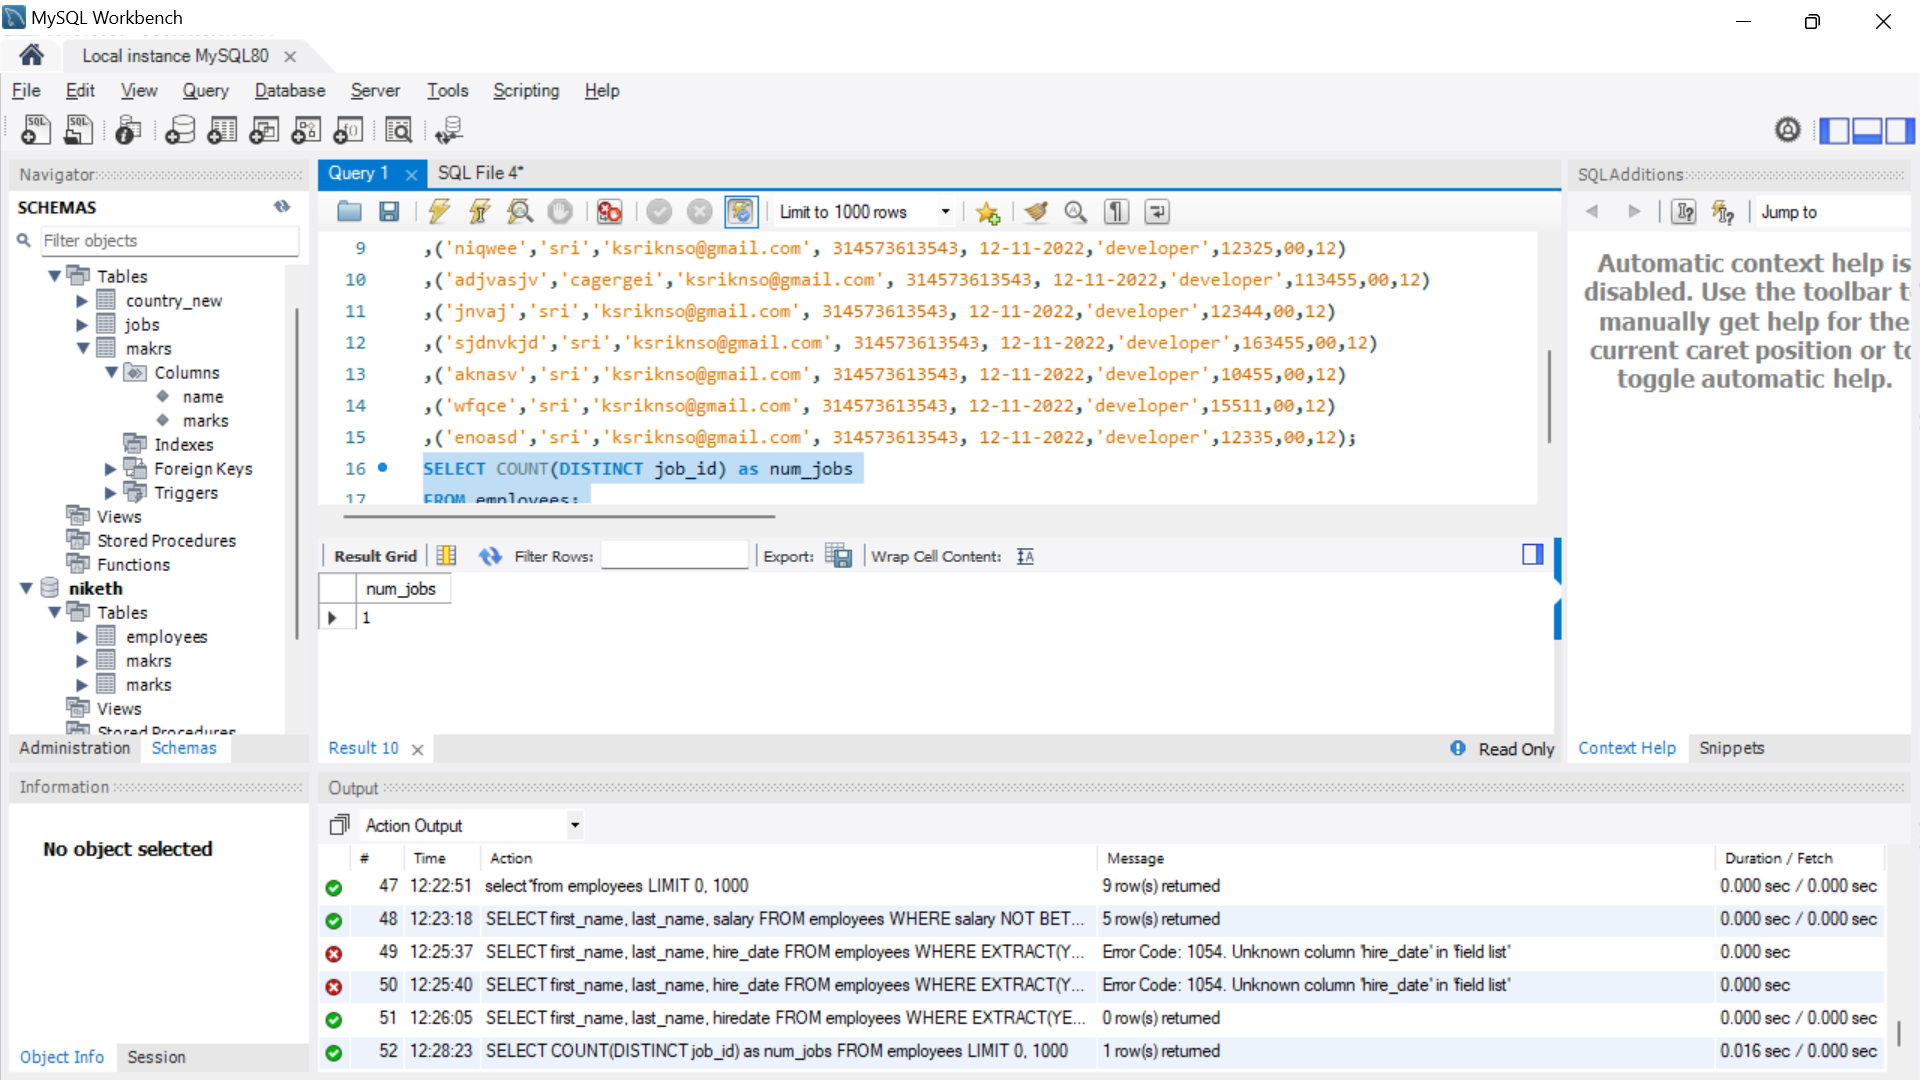 MySQL Workbench
Local instance MySQL80
File Edit View Query Database Server Tools Scripting Help
Navigator
SCHEMAS
Filter objects
Tables
country_new
jobs
makrs
Columns
name
marks
Indexes
Foreign Keys
Triggers
Views
Stored Procedures
Functions
niketh
Tables
employees
makrs
marks
Views
Stored Procedures
Administration Schemas
Query 1 SQL File 4*
Limit to 1000 rows
9 ,('niqwee','sri','ksriknso@gmail.com', 314573613543, 12-11-2022,'developer',12325,00,12)
10 ,('adjvasjv','cagergei','ksriknso@gmail.com', 314573613543, 12-11-2022,'developer',113455,00,12)
11 ,('jnvaj','sri','ksriknso@gmail.com', 314573613543, 12-11-2022,'developer',12344,00,12)
12 ,('sjdnvkjd','sri','ksriknso@gmail.com', 314573613543, 12-11-2022,'developer',163455,00,12)
13 ,('aknasv','sri','ksriknso@gmail.com', 314573613543, 12-11-2022,'developer',10455,00,12)
14 ,('wfqce','sri','ksriknso@gmail.com', 314573613543, 12-11-2022,'developer',15511,00,12)
15 ,('enoasd','sri','ksriknso@gmail.com', 314573613543, 12-11-2022,'developer',12335,00,12);
16 SELECT COUNT(DISTINCT job_id) as num_jobs
17 FROM employees;
Result Grid Filter Rows: Export: Wrap Cell Content:
num_jobs
1
Result 10 Read Only
SQLAdditions
Jump to
Automatic context help is
disabled. Use the toolbar t
manually get help for the
current caret position or to
toggle automatic help.
Context Help Snippets
Information
No object selected
Object Info Session
Output
Action Output
# Time Action Message Duration / Fetch
47 12:22:51 select*from employees LIMIT 0, 1000 9 row(s) returned 0.000 sec / 0.000 sec
48 12:23:18 SELECT first_name, last_name, salary FROM employees WHERE salary NOT BET... 5 row(s) returned 0.000 sec / 0.000 sec
49 12:25:37 SELECT first_name, last_name, hire_date FROM employees WHERE EXTRACT(Y... Error Code: 1054. Unknown column 'hire_date' in 'field list' 0.000 sec
50 12:25:40 SELECT first_name, last_name, hire_date FROM employees WHERE EXTRACT(Y... Error Code: 1054. Unknown column 'hire_date' in 'field list' 0.000 sec
51 12:26:05 SELECT first_name, last_name, hiredate FROM employees WHERE EXTRACT(YE... 0 row(s) returned 0.000 sec / 0.000 sec
52 12:28:23 SELECT COUNT(DISTINCT job_id) as num_jobs FROM employees LIMIT 0, 1000 1 row(s) returned 0.016 sec / 0.000 sec